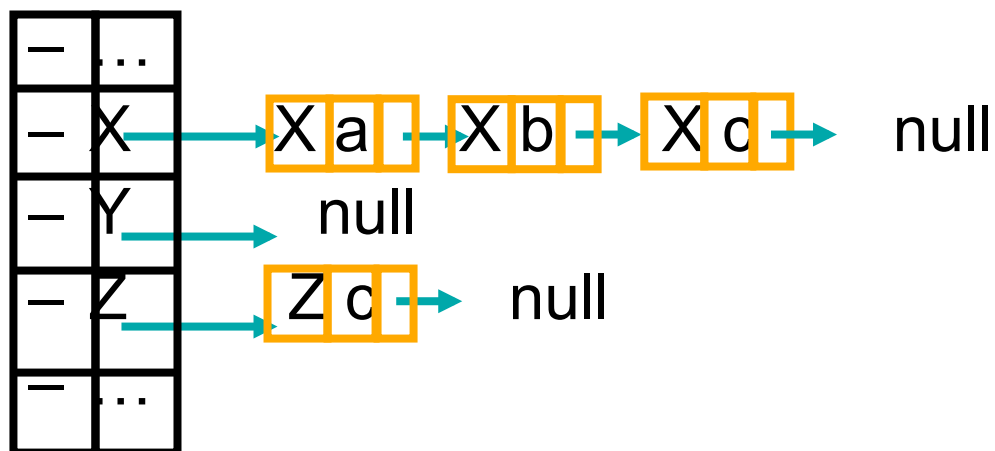 – ...
– X X a X b X c null
– Y null
– Z Z c null
– ...